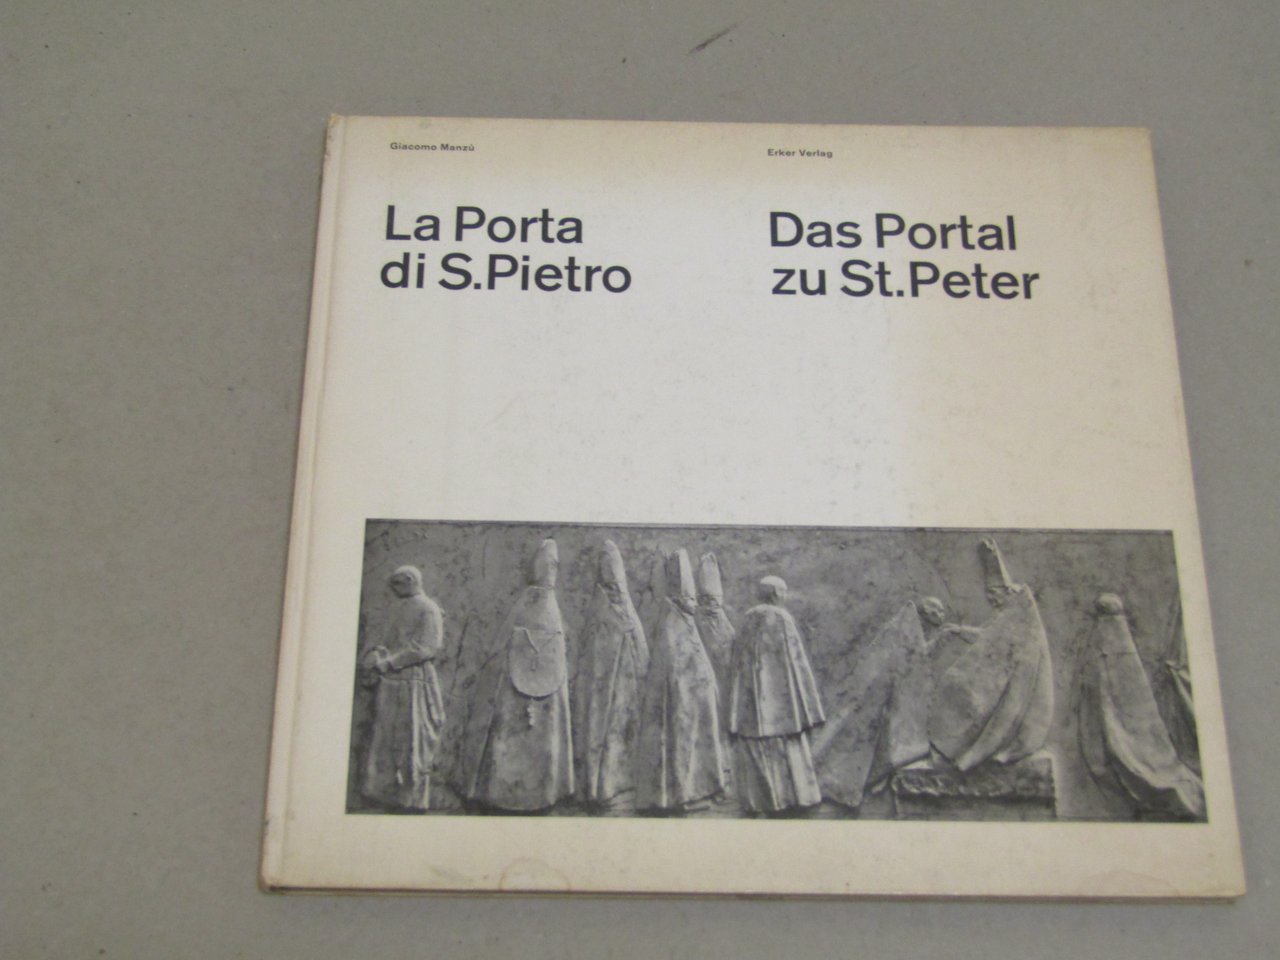 Giacomo Manzù
La Porta
di S.Pietro
Erker Verlag
Das Portal
zu St.Peter